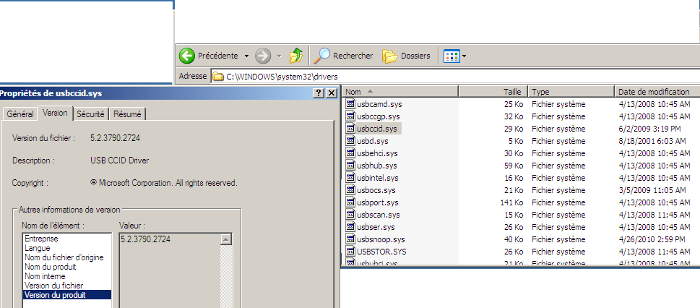 Précédente
Rechercher
Dossiers
Adresse C:\WINDOWS\system32\drivers
Propriétés de usbccid.sys ? ×
Général Version Sécurité Résumé
Version du fichier : 5.2.3790.2724
Description : USB CCID Driver
Copyright : © Microsoft Corporation. All rights reserved.
Autres informations de version
Nom de l'élément : Valeur :
Entreprise
Langue
Nom du fichier d'origine
Nom du produit
Nom interne
Version du fichier
Version du produit
5.2.3790.2724
Nom Taille Type Date de modification
usbcamd.sys 25 Ko Fichier système 4/13/2008 10:45 AM
usbccgp.sys 32 Ko Fichier système 4/13/2008 10:45 AM
usbccid.sys 29 Ko Fichier système 6/2/2009 3:19 PM
usbd.sys 5 Ko Fichier système 8/18/2001 6:03 AM
usbehci.sys 30 Ko Fichier système 4/13/2008 10:45 AM
usbhub.sys 59 Ko Fichier système 4/13/2008 10:45 AM
usbintel.sys 16 Ko Fichier système 4/13/2008 10:45 AM
usbocs.sys 21 Ko Fichier système 3/5/2009 11:05 AM
usbport.sys 141 Ko Fichier système 4/13/2008 10:45 AM
usbscan.sys 15 Ko Fichier système 4/13/2008 11:45 AM
usbser.sys 26 Ko Fichier système 4/13/2008 10:45 AM
usbsnoop.sys 40 Ko Fichier système 4/26/2010 2:59 PM
USBSTOR.SYS 26 Ko Fichier système 4/13/2008 11:45 AM
usbuhci.sys 21 Ko Fichier système 4/13/2008 10:45 AM